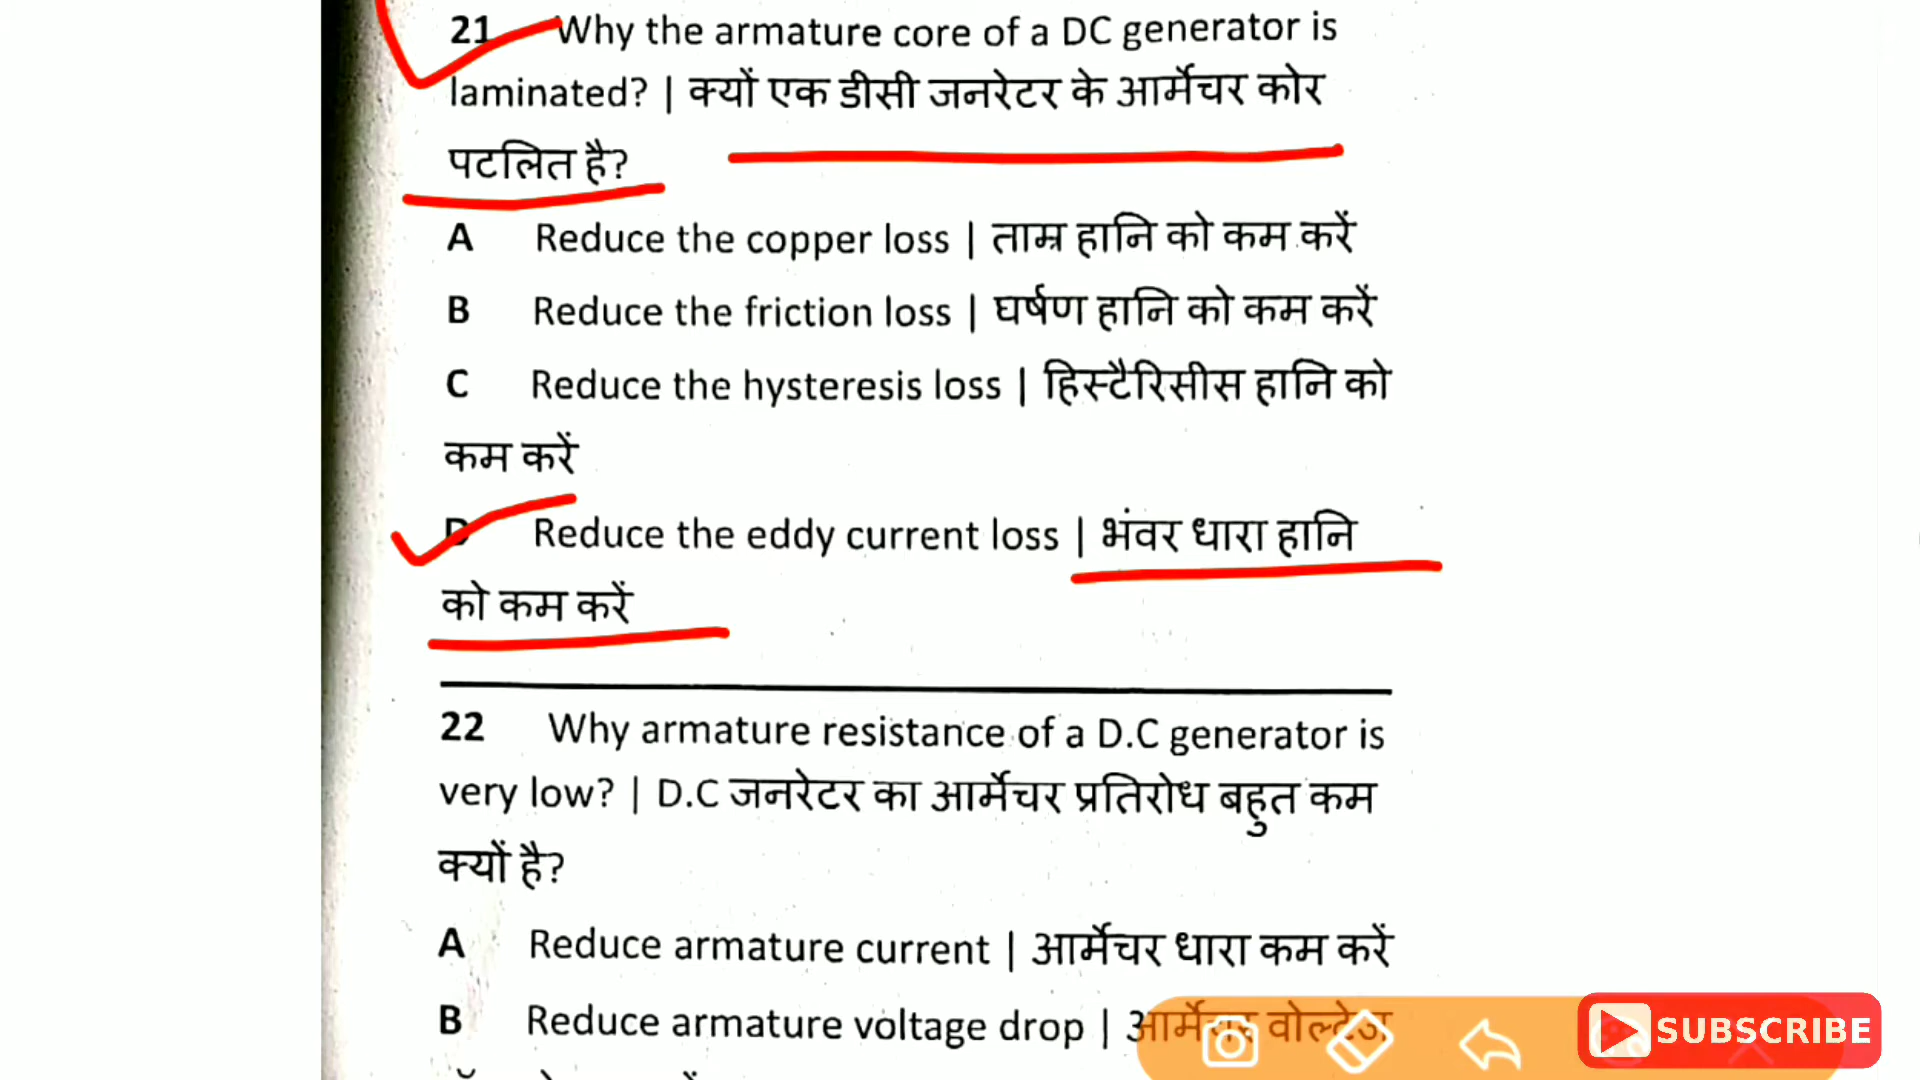 21 Why the armature core of a DC generator is
laminated? | क्यों एक डीसी जनरेटर के आर्मेचर कोर
पटलित है?
A Reduce the copper loss | ताम्र हानि को कम करें
B Reduce the friction loss | घर्षण हानि को कम करें
C Reduce the hysteresis loss | हिस्टैरिसीस हानि को
कम करें
D Reduce the eddy current loss | भंवर धारा हानि
को कम करें
22 Why armature resistance of a D.C generator is
very low? | D.C जनरेटर का आर्मेचर प्रतिरोध बहुत कम
क्यों है?
A Reduce armature current | आर्मेचर धारा कम करें
B Reduce armature voltage drop | आर्मेचर वोल्टेज
SUBSCRIBE